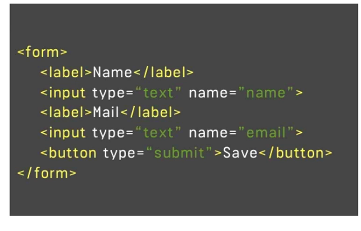 <form>
<label>Name</label>
<input type="text" name="name">
<label>Mail</label>
<input type="text" name="email">
<button type="submit">Save</button>
</form>